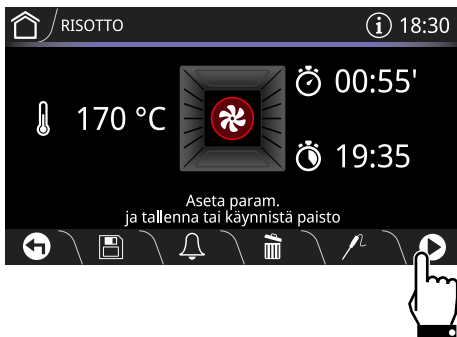 RISOTTO
18:30
170 °C
00:55'
19:35
Aseta param.
ja tallenna tai käynnistä paisto